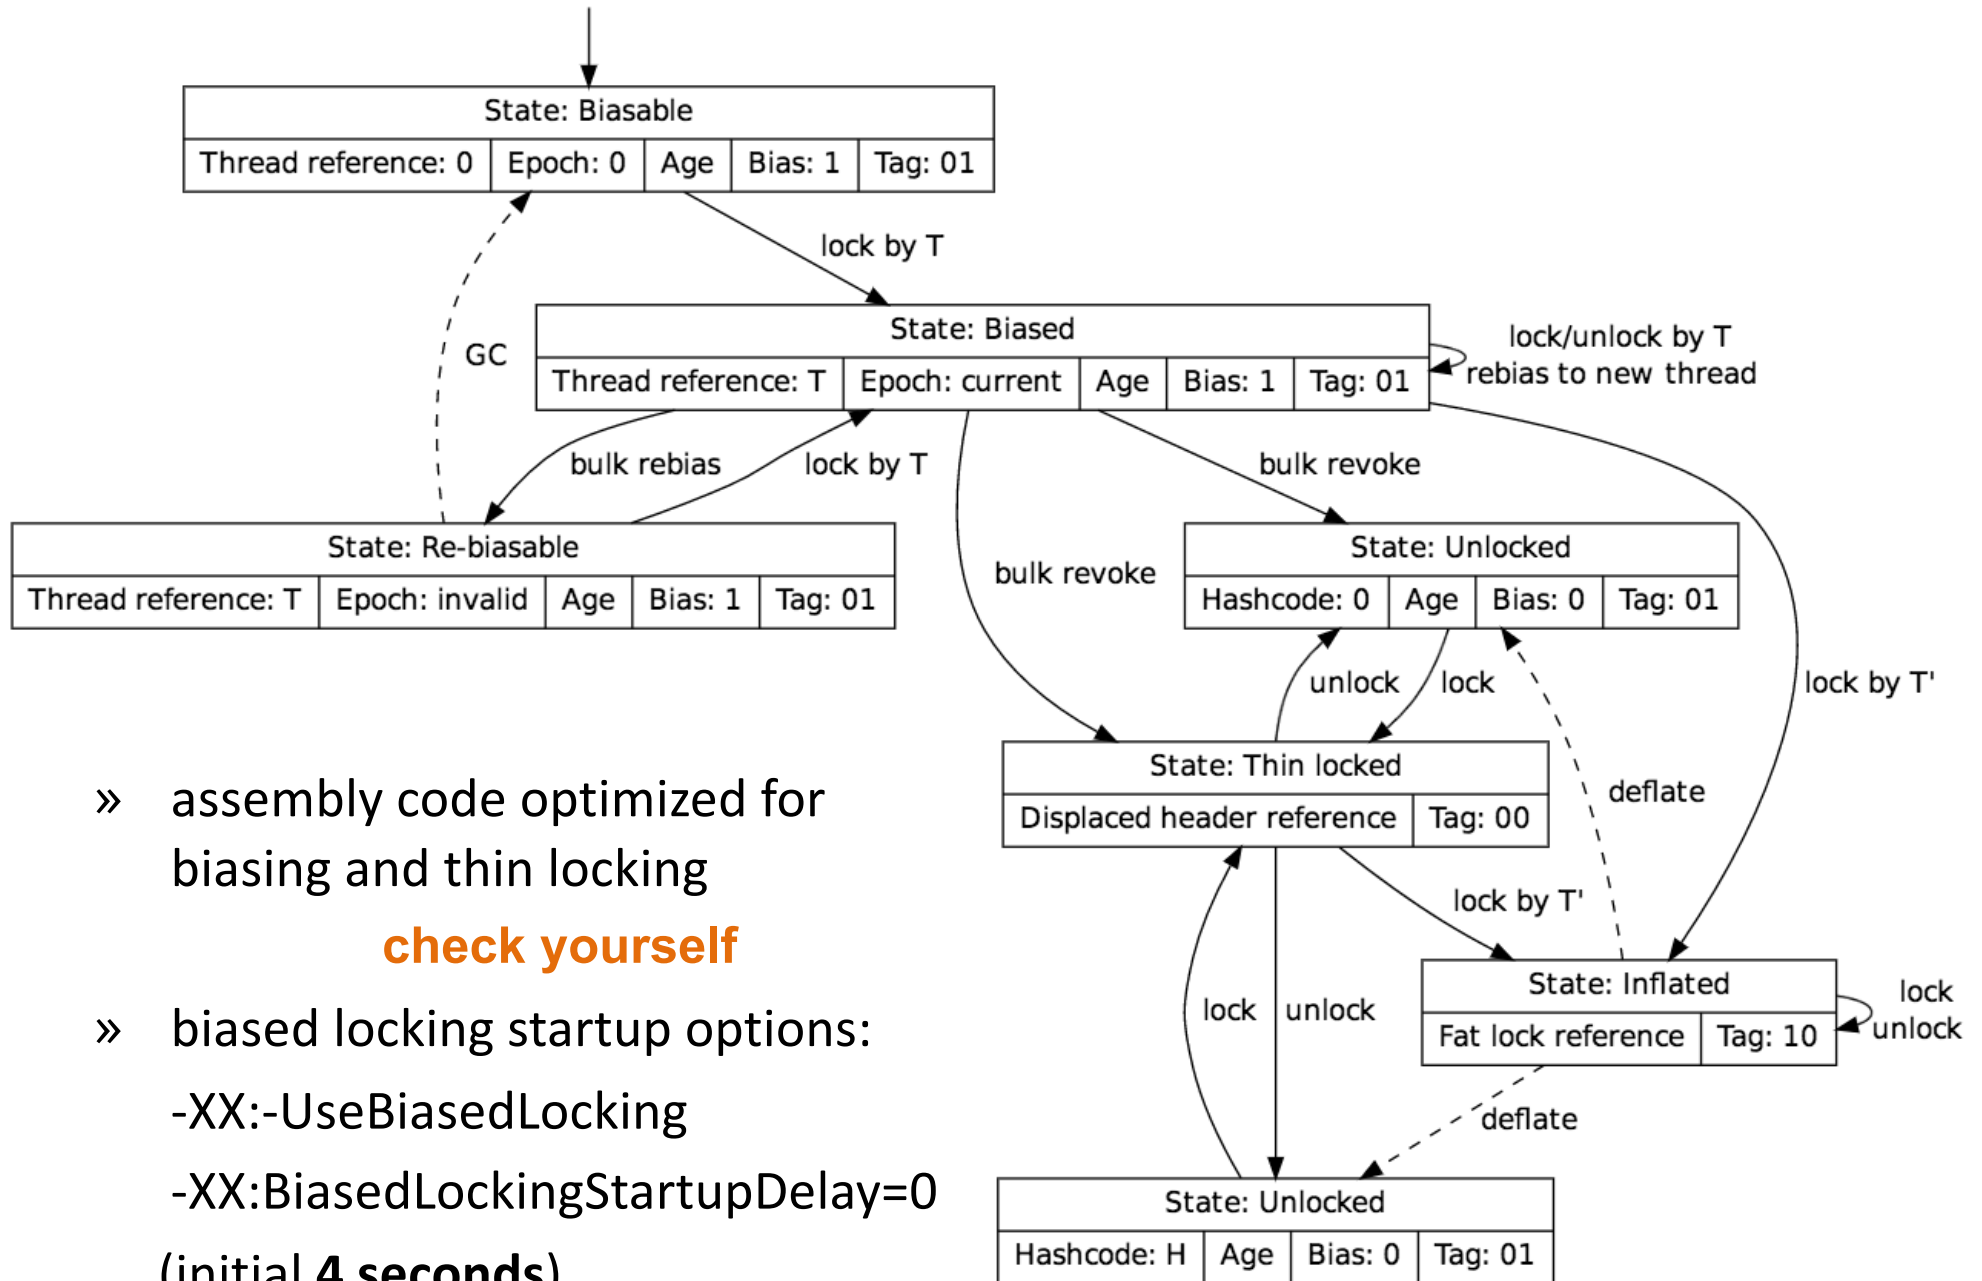 State: Biasable
Thread reference: 0 Epoch: 0 Age Bias: 1 Tag: 01
lock by T
GC
State: Biased
Thread reference: T Epoch: current Age Bias: 1 Tag: 01
lock/unlock by T
rebias to new thread
bulk rebias
lock by T
bulk revoke
bulk revoke
State: Re-biasable
Thread reference: T Epoch: invalid Age Bias: 1 Tag: 01
State: Unlocked
Hashcode: 0 Age Bias: 0 Tag: 01
unlock
lock
lock by T'
State: Thin locked
Displaced header reference Tag: 00
deflate
lock by T'
State: Inflated
Fat lock reference Tag: 10
lock
unlock
lock
unlock
deflate
State: Unlocked
Hashcode: H Age Bias: 0 Tag: 01
» assembly code optimized for
biasing and thin locking
check yourself
» biased locking startup options:
-XX:-UseBiasedLocking
-XX:BiasedLockingStartupDelay=0
(initial 4 seconds)